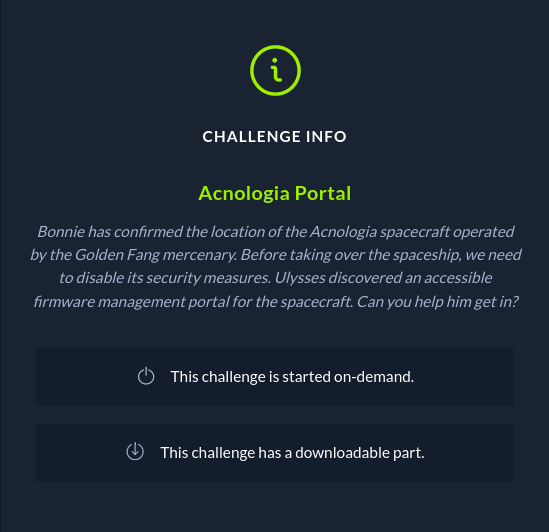 CHALLENGE INFO
Acnologia Portal
Bonnie has confirmed the location of the Acnologia spacecraft operated
by the Golden Fang mercenary. Before taking over the spaceship, we need
to disable its security measures. Ulysses discovered an accessible
firmware management portal for the spacecraft. Can you help him get in?
This challenge is started on-demand.
This challenge has a downloadable part.